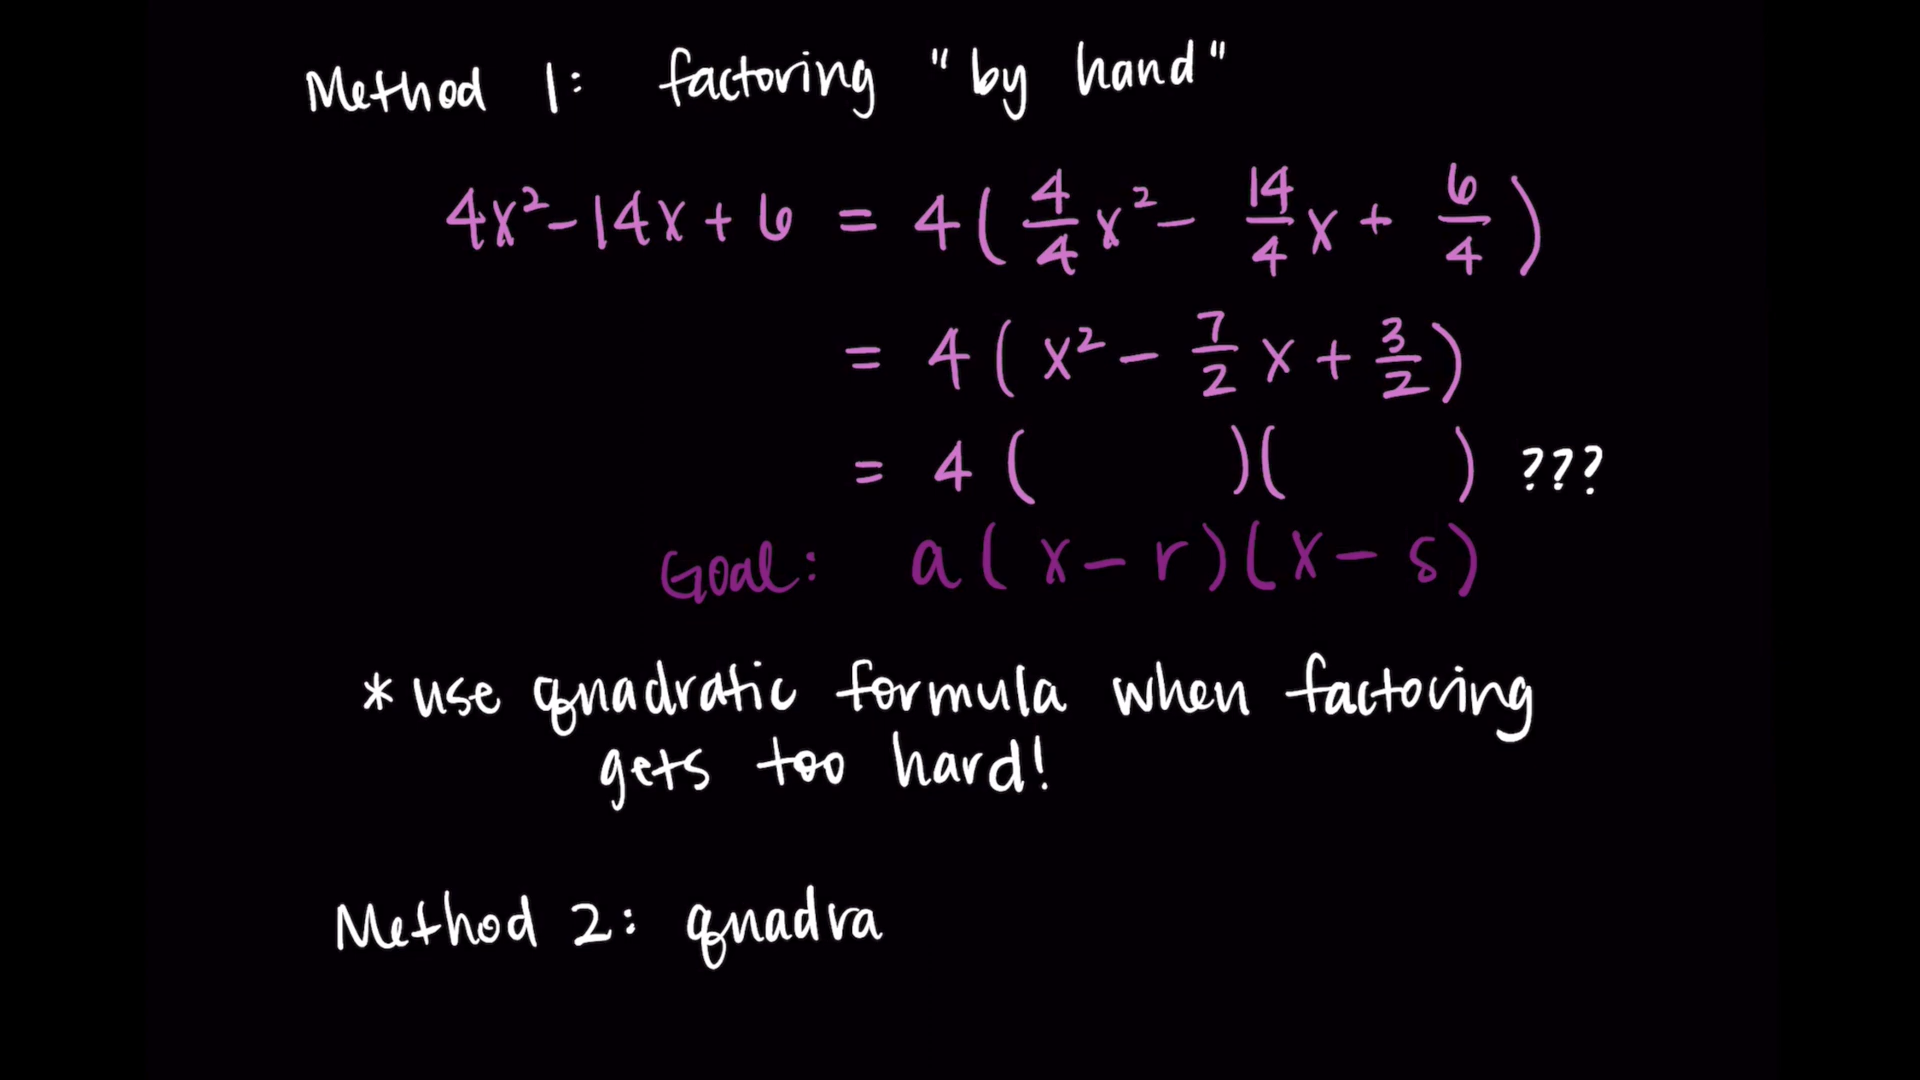 Method 1: factoring "by hand"
4x² - 14x + 6 = 4( 4/4 x² - 14/4 x + 6/4 )
= 4( x² - 7/2 x + 3/2 )
= 4 (        )(        ) ???
Goal: a( x - r)(x - s)
* use quadratic formula when factoring
gets too hard!
Method 2: quadra